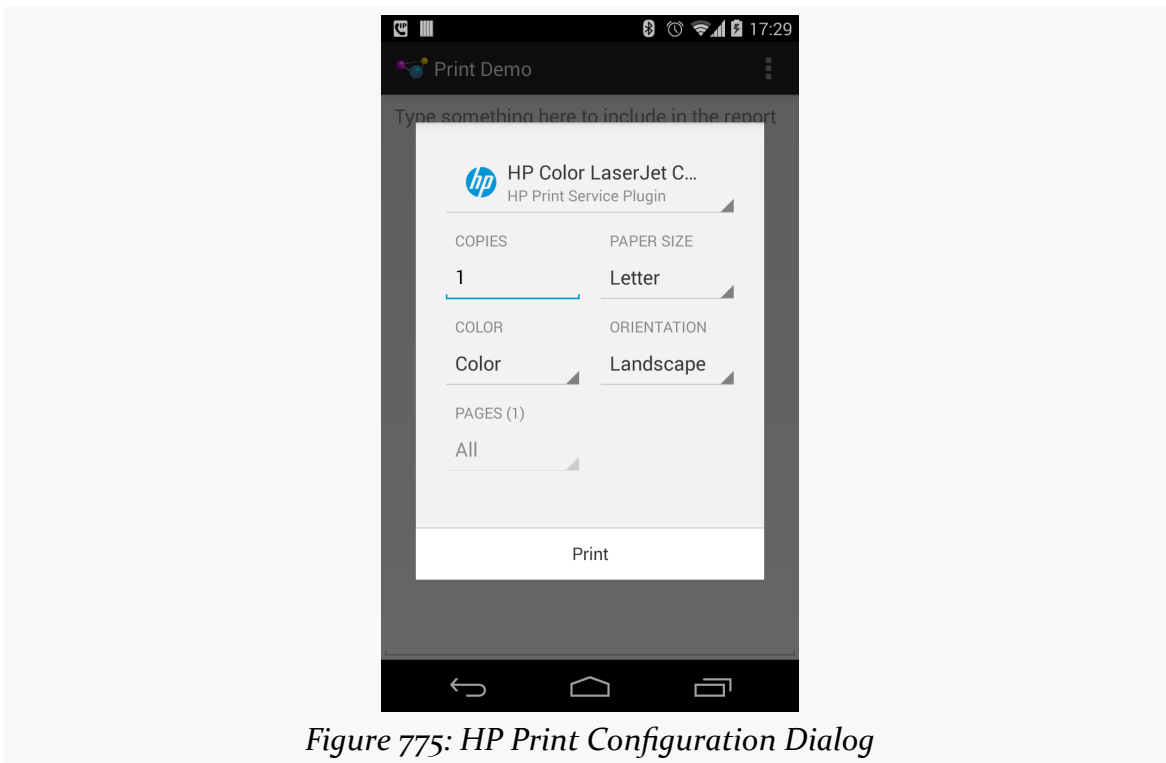 17:29
Print Demo
Type something here to include in the report
hp
HP Color LaserJet C...
HP Print Service Plugin
COPIES PAPER SIZE
1 Letter
COLOR ORIENTATION
Color Landscape
PAGES (1)
All
Print
Figure 775: HP Print Configuration Dialog